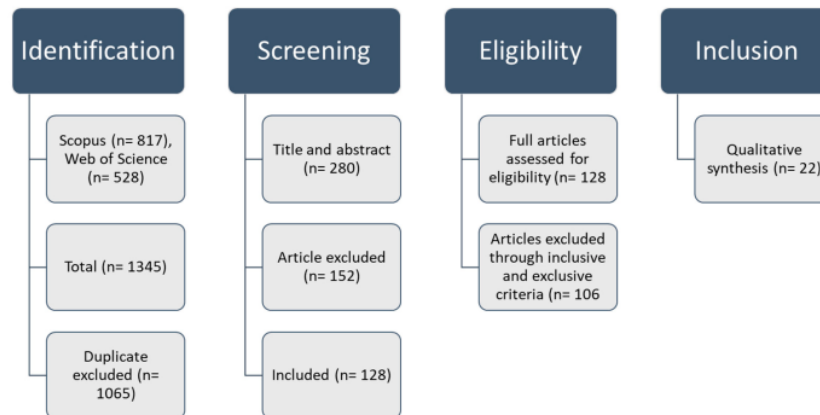 Identification
Scopus (n= 817),
Web of Science
(n= 528)
Total (n= 1345)
Duplicate
excluded (n=
1065)
Screening
Title and abstract
(n= 280)
Article excluded
(n= 152)
Included (n= 128)
Eligibility
Full articles
assessed for
eligibility (n= 128
Articles excluded
through inclusive
and exclusive
criteria (n= 106
Inclusion
Qualitative
synthesis (n= 22)